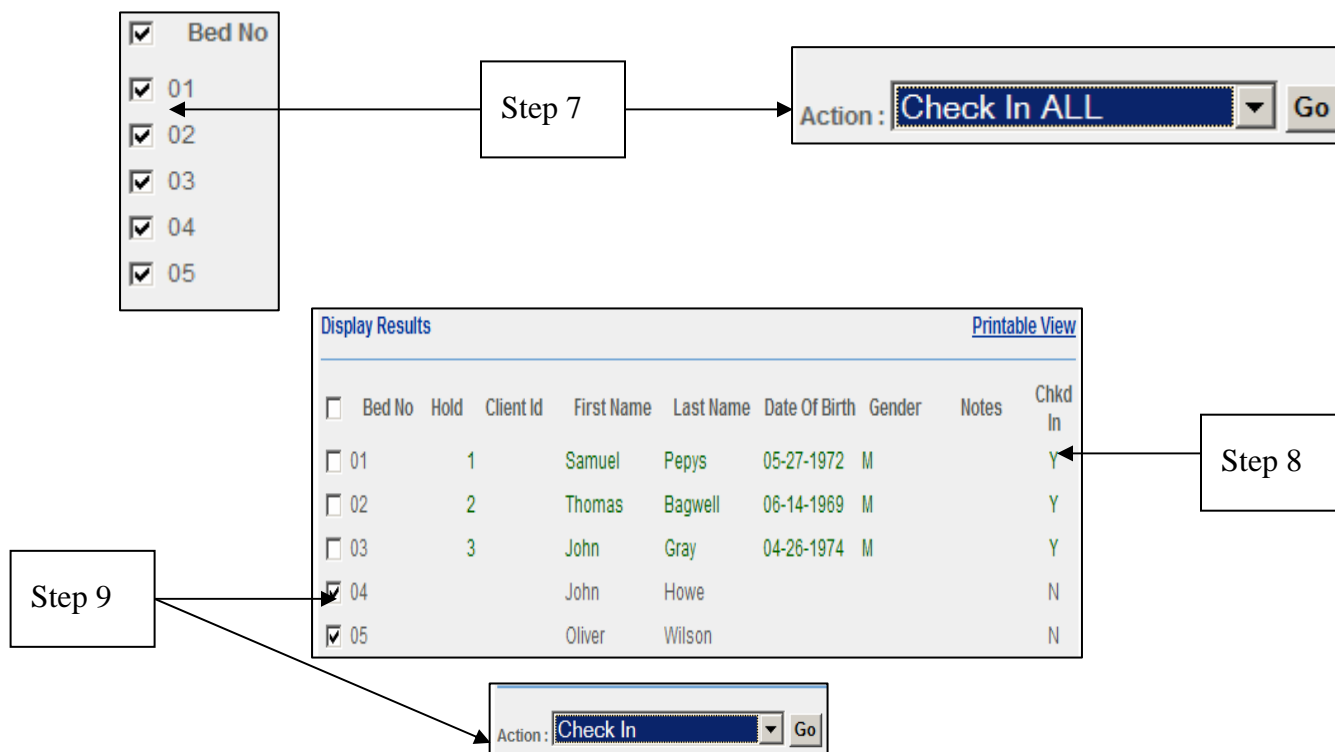 Bed No
01
02
03
04
05
Step 7
Action : Check In ALL Go
Display Results Printable View
Bed No Hold Client Id First Name Last Name Date Of Birth Gender Notes Chkd In
01 1 Samuel Pepys 05-27-1972 M Y
02 2 Thomas Bagwell 06-14-1969 M Y
03 3 John Gray 04-26-1974 M Y
04 John Howe N
05 Oliver Wilson N
Step 8
Step 9
Action : Check In Go